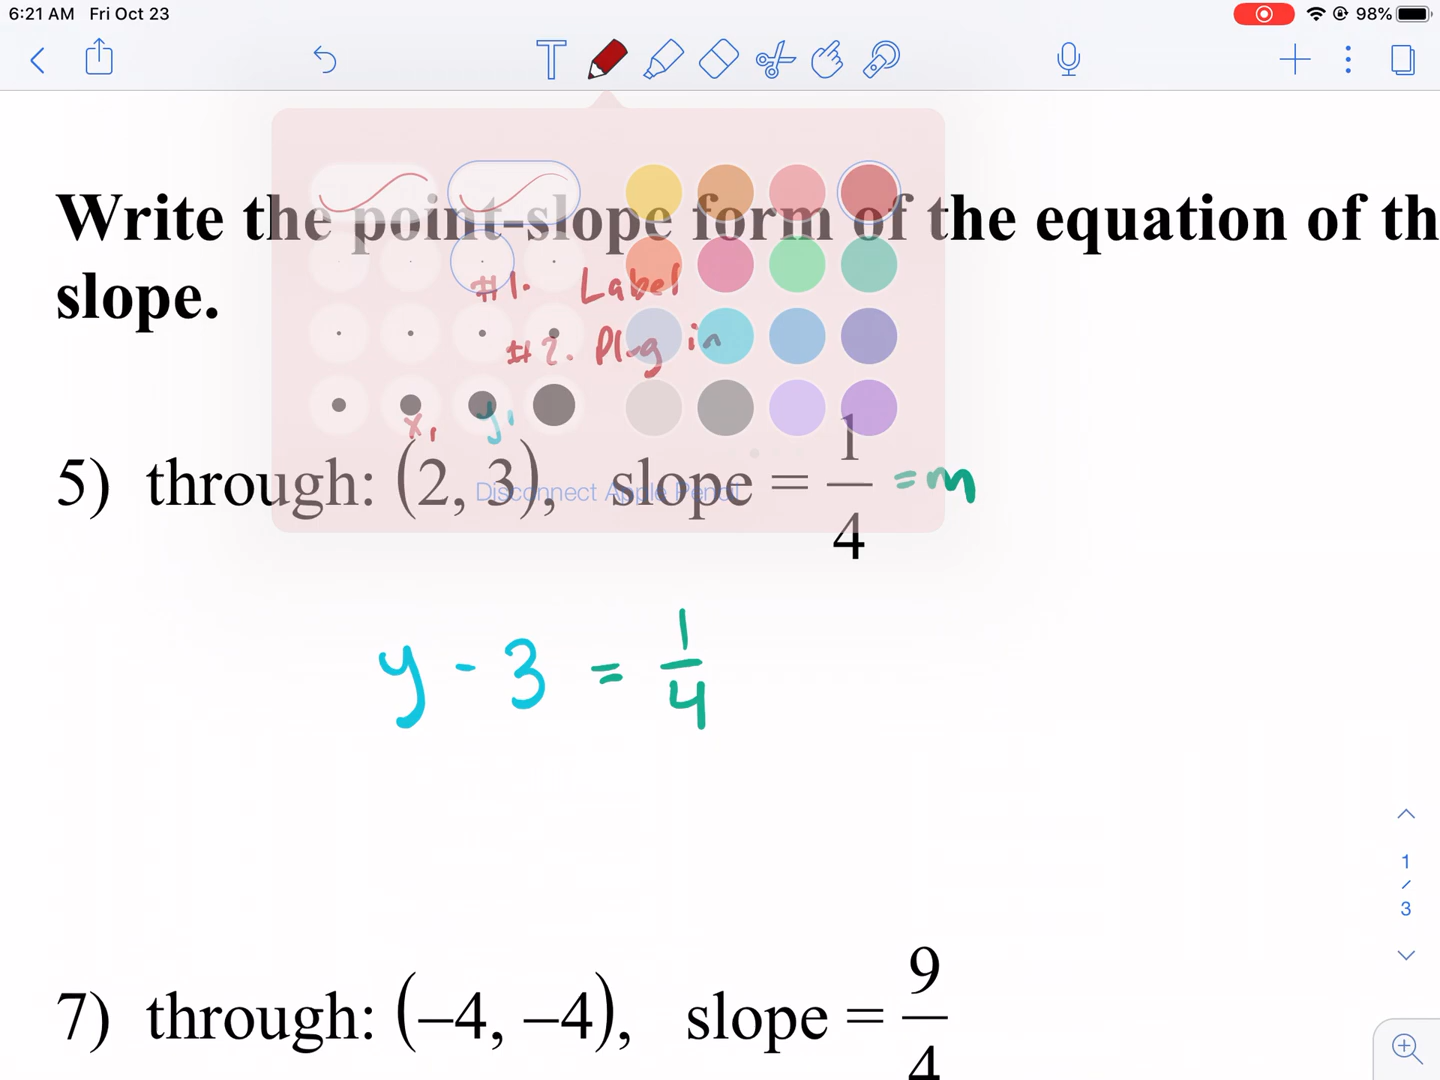 6:21 AM Fri Oct 23 98%
T
Write the point-slope form of the equation of th
slope.
#1. Label
#2. Plug in
x₁ y₁
5) through: (2, 3), slope = 1/4 = m
Disconnect Apple Pencil
y - 3 = 1/4
1
/
3
7) through: (–4, –4), slope = 9/4